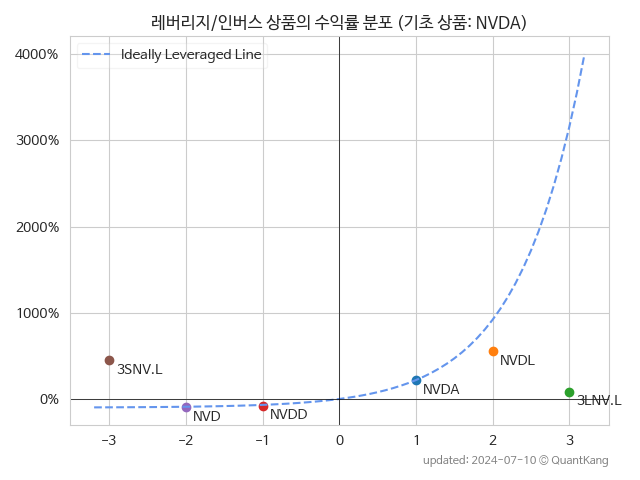 레버리지/인버스 상품의 수익률 분포 (기초 상품: NVDA)
Ideally Leveraged Line
4000%
3000%
2000%
1000%
0%
3SNV.L
NVD
NVDD
NVDA
NVDL
3LNV.L
−3
−2
−1
0
1
2
3
updated: 2024-07-10 © QuantKang